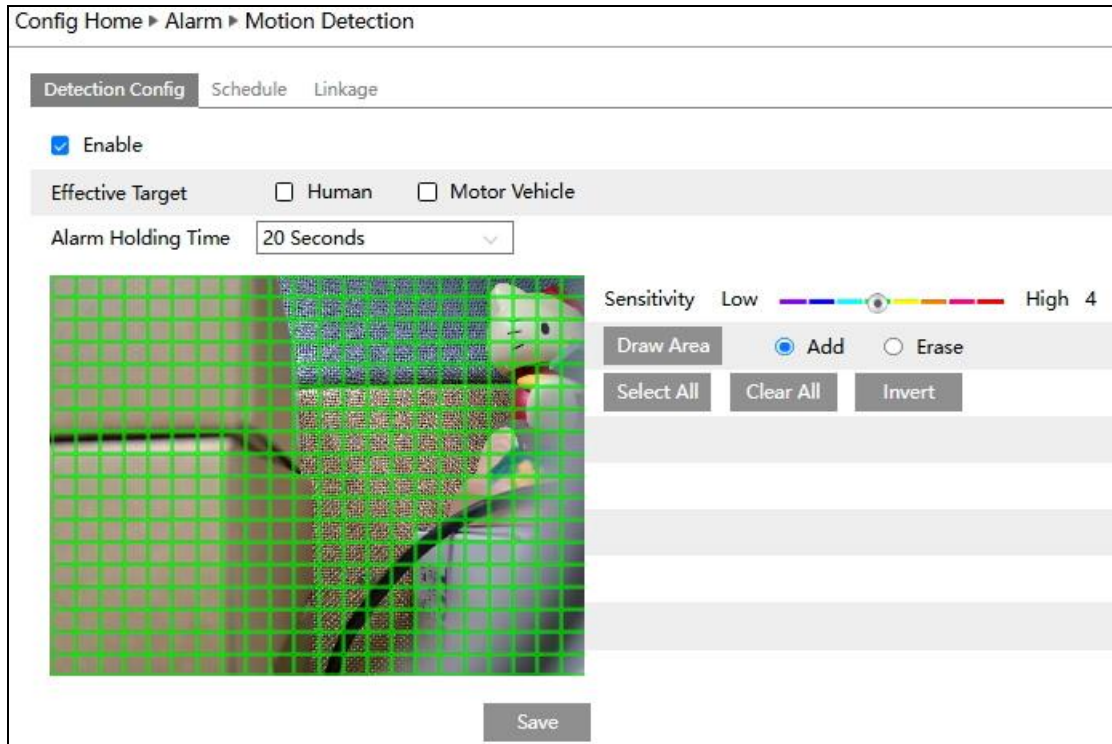 Config Home ▸ Alarm ▸ Motion Detection
Detection Config Schedule Linkage
Enable
Effective Target Human Motor Vehicle
Alarm Holding Time 20 Seconds
Sensitivity Low High 4
Draw Area Add Erase
Select All Clear All Invert
Save